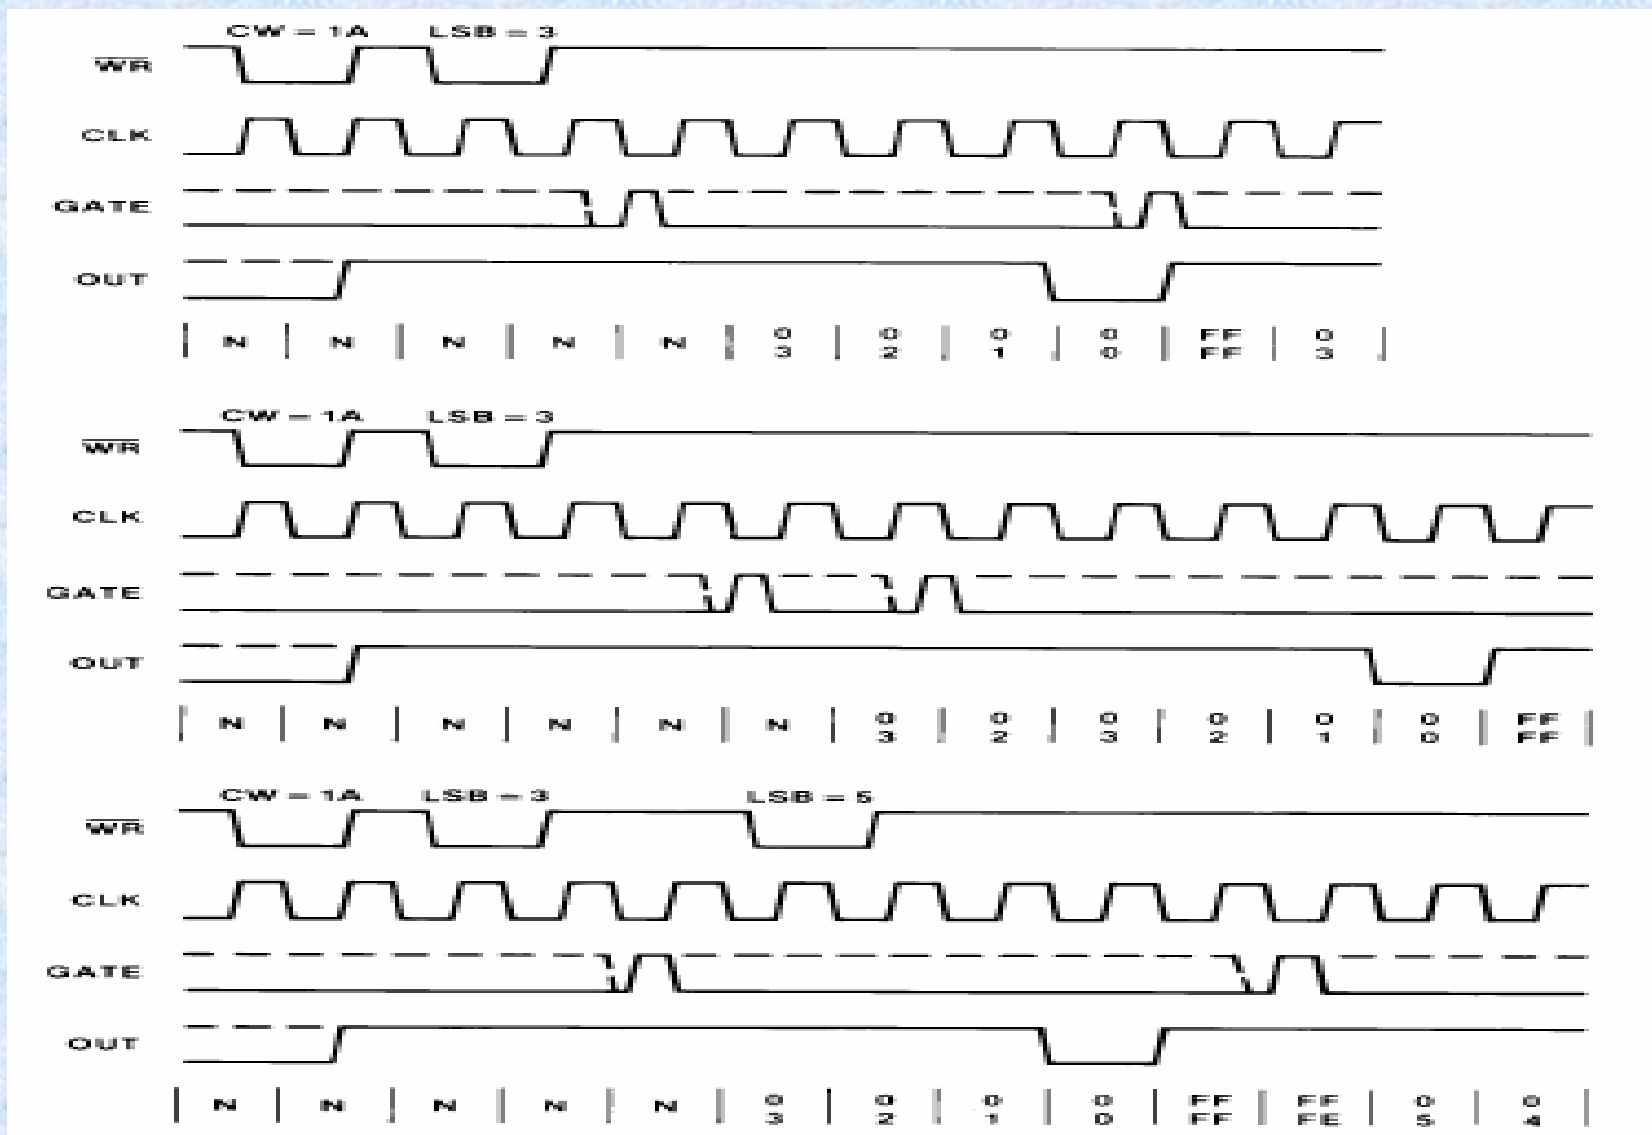 CW = 1A LSB = 3
WR
CLK
GATE
OUT
N N N N N 0 0 0 0 FF 0
3 2 1 0 FF 3
CW = 1A LSB = 3
WR
CLK
GATE
OUT
N N N N N N 0 0 0 0 0 0 FF
3 2 3 2 1 0 FF
CW = 1A LSB = 3 LSB = 5
WR
CLK
GATE
OUT
N N N N N 0 0 0 0 FF FF 0 0
3 2 1 0 FF FE 5 4